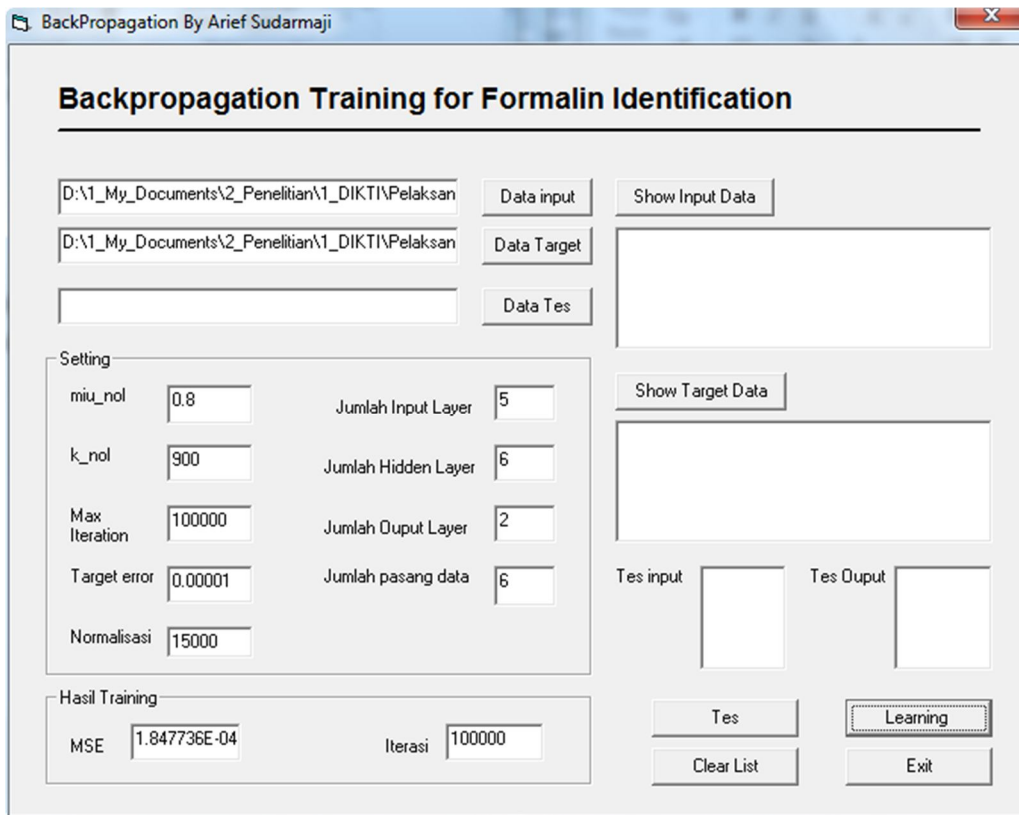 BackPropagation By Arief Sudarmaji
Backpropagation Training for Formalin Identification
D:\1_My_Documents\2_Penelitian\1_DIKTI\Pelaksan
Data input
Show Input Data
D:\1_My_Documents\2_Penelitian\1_DIKTI\Pelaksan
Data Target
Data Tes
Setting
miu_nol
0.8
Jumlah Input Layer
5
k_nol
900
Jumlah Hidden Layer
6
Max
Iteration
100000
Jumlah Ouput Layer
2
Target error
0.00001
Jumlah pasang data
6
Normalisasi
15000
Show Target Data
Tes input
Tes Ouput
Hasil Training
MSE
1.847736E-04
Iterasi
100000
Tes
Learning
Clear List
Exit